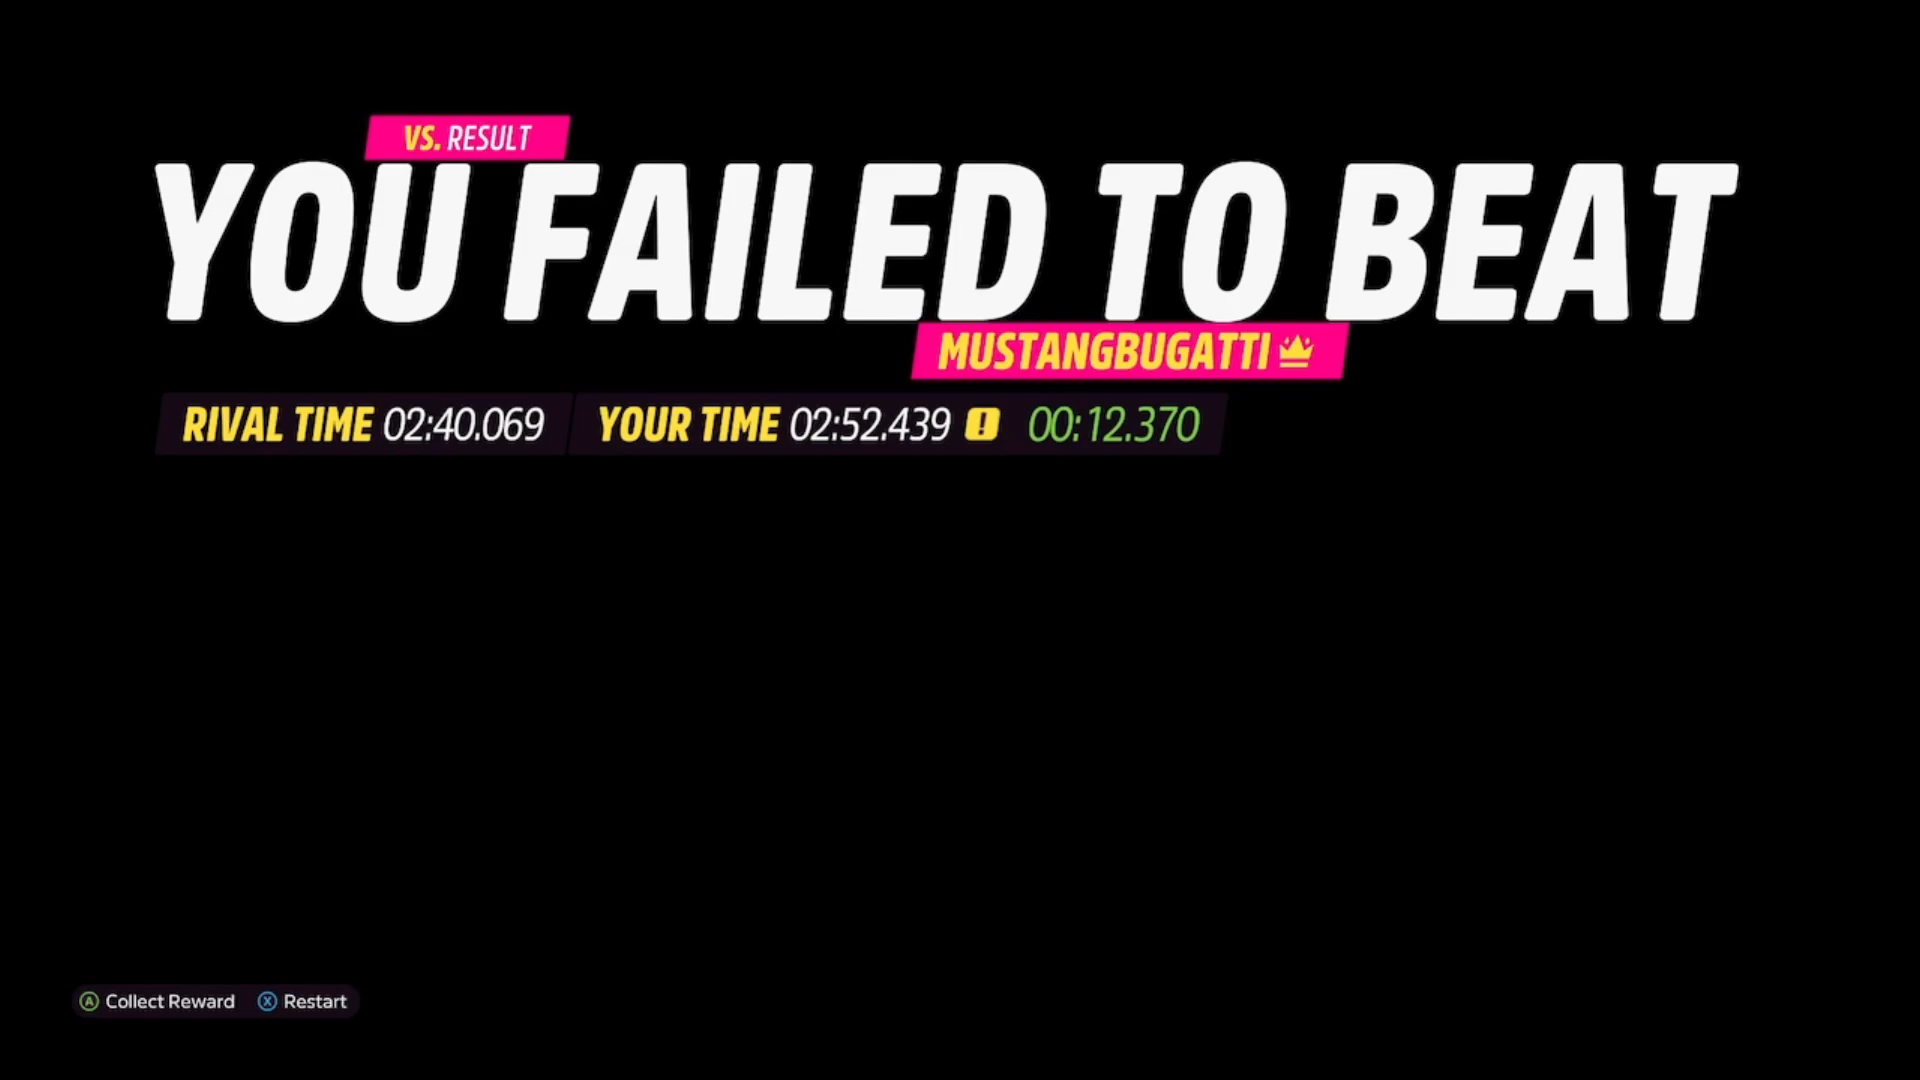 VS. RESULT
YOU FAILED TO BEAT
MUSTANGBUGATTI
RIVAL TIME 02:40.069 YOUR TIME 02:52.439 ! 00:12.370
A Collect Reward X Restart